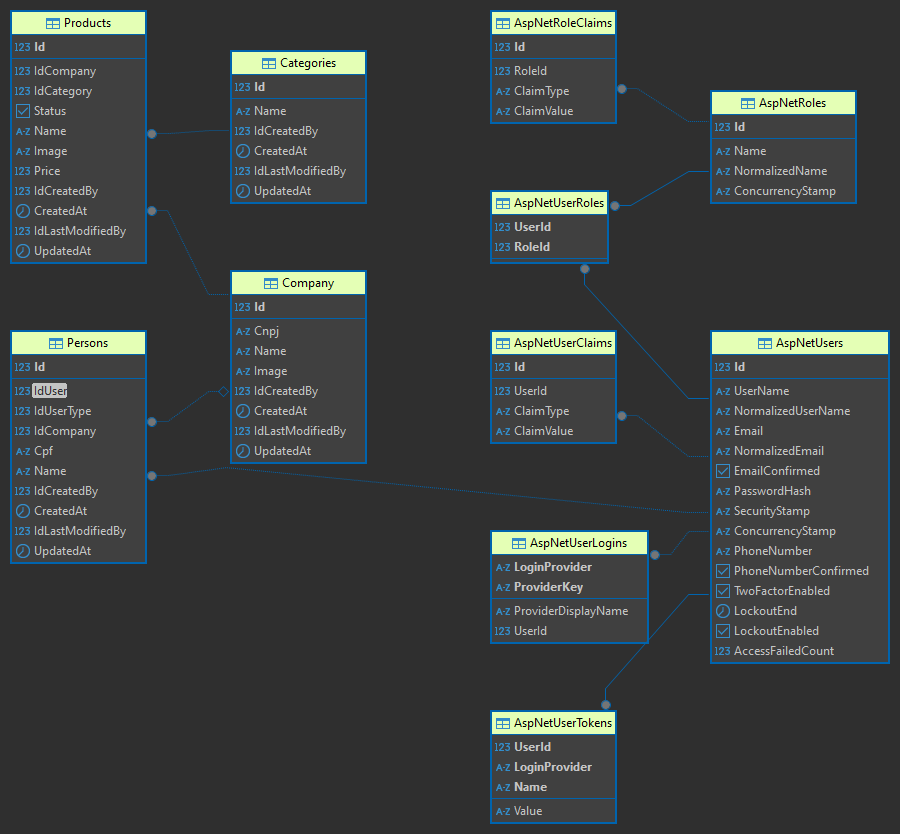 Products
123 Id
123 IdCompany
123 IdCategory
Status
A-Z Name
A-Z Image
123 Price
123 IdCreatedBy
CreatedAt
123 IdLastModifiedBy
UpdatedAt
Categories
123 Id
A-Z Name
123 IdCreatedBy
CreatedAt
123 IdLastModifiedBy
UpdatedAt
Company
123 Id
A-Z Cnpj
A-Z Name
A-Z Image
123 IdCreatedBy
CreatedAt
123 IdLastModifiedBy
UpdatedAt
Persons
123 Id
123 IdUser
123 IdUserType
123 IdCompany
A-Z Cpf
A-Z Name
123 IdCreatedBy
CreatedAt
123 IdLastModifiedBy
UpdatedAt
AspNetRoleClaims
123 Id
123 RoleId
A-Z ClaimType
A-Z ClaimValue
AspNetRoles
123 Id
A-Z Name
A-Z NormalizedName
A-Z ConcurrencyStamp
AspNetUserRoles
123 UserId
123 RoleId
AspNetUserClaims
123 Id
123 UserId
A-Z ClaimType
A-Z ClaimValue
AspNetUsers
123 Id
A-Z UserName
A-Z NormalizedUserName
A-Z Email
A-Z NormalizedEmail
EmailConfirmed
A-Z PasswordHash
A-Z SecurityStamp
A-Z ConcurrencyStamp
A-Z PhoneNumber
PhoneNumberConfirmed
TwoFactorEnabled
LockoutEnd
LockoutEnabled
123 AccessFailedCount
AspNetUserLogins
A-Z LoginProvider
A-Z ProviderKey
A-Z ProviderDisplayName
123 UserId
AspNetUserTokens
123 UserId
A-Z LoginProvider
A-Z Name
A-Z Value